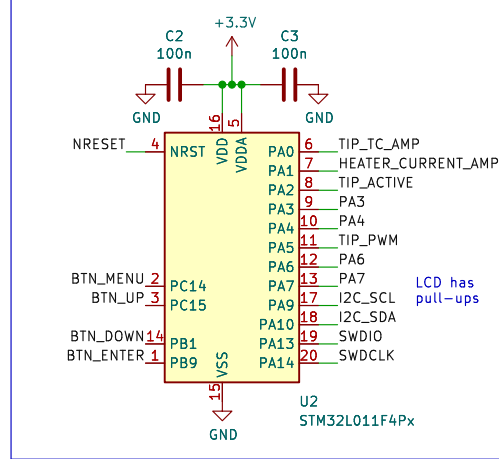 +3.3V
C2
100n
C3
100n
GND
GND
16
5
VDD
VDDA
NRESET 4 NRST
PA0 6 TIP_TC_AMP
PA1 7 HEATER_CURRENT_AMP
PA2 8 TIP_ACTIVE
PA3 9 PA3
PA4 10 PA4
PA5 11 TIP_PWM
PA6 12 PA6
BTN_MENU 2 PC14
PA7 13 PA7
BTN_UP 3 PC15
PA9 17 I2C_SCL
PA10 18 I2C_SDA
LCD has
pull-ups
BTN_DOWN 14 PB1
PA13 19 SWDIO
BTN_ENTER 1 PB9
PA14 20 SWDCLK
VSS
15
GND
U2
STM32L011F4Px